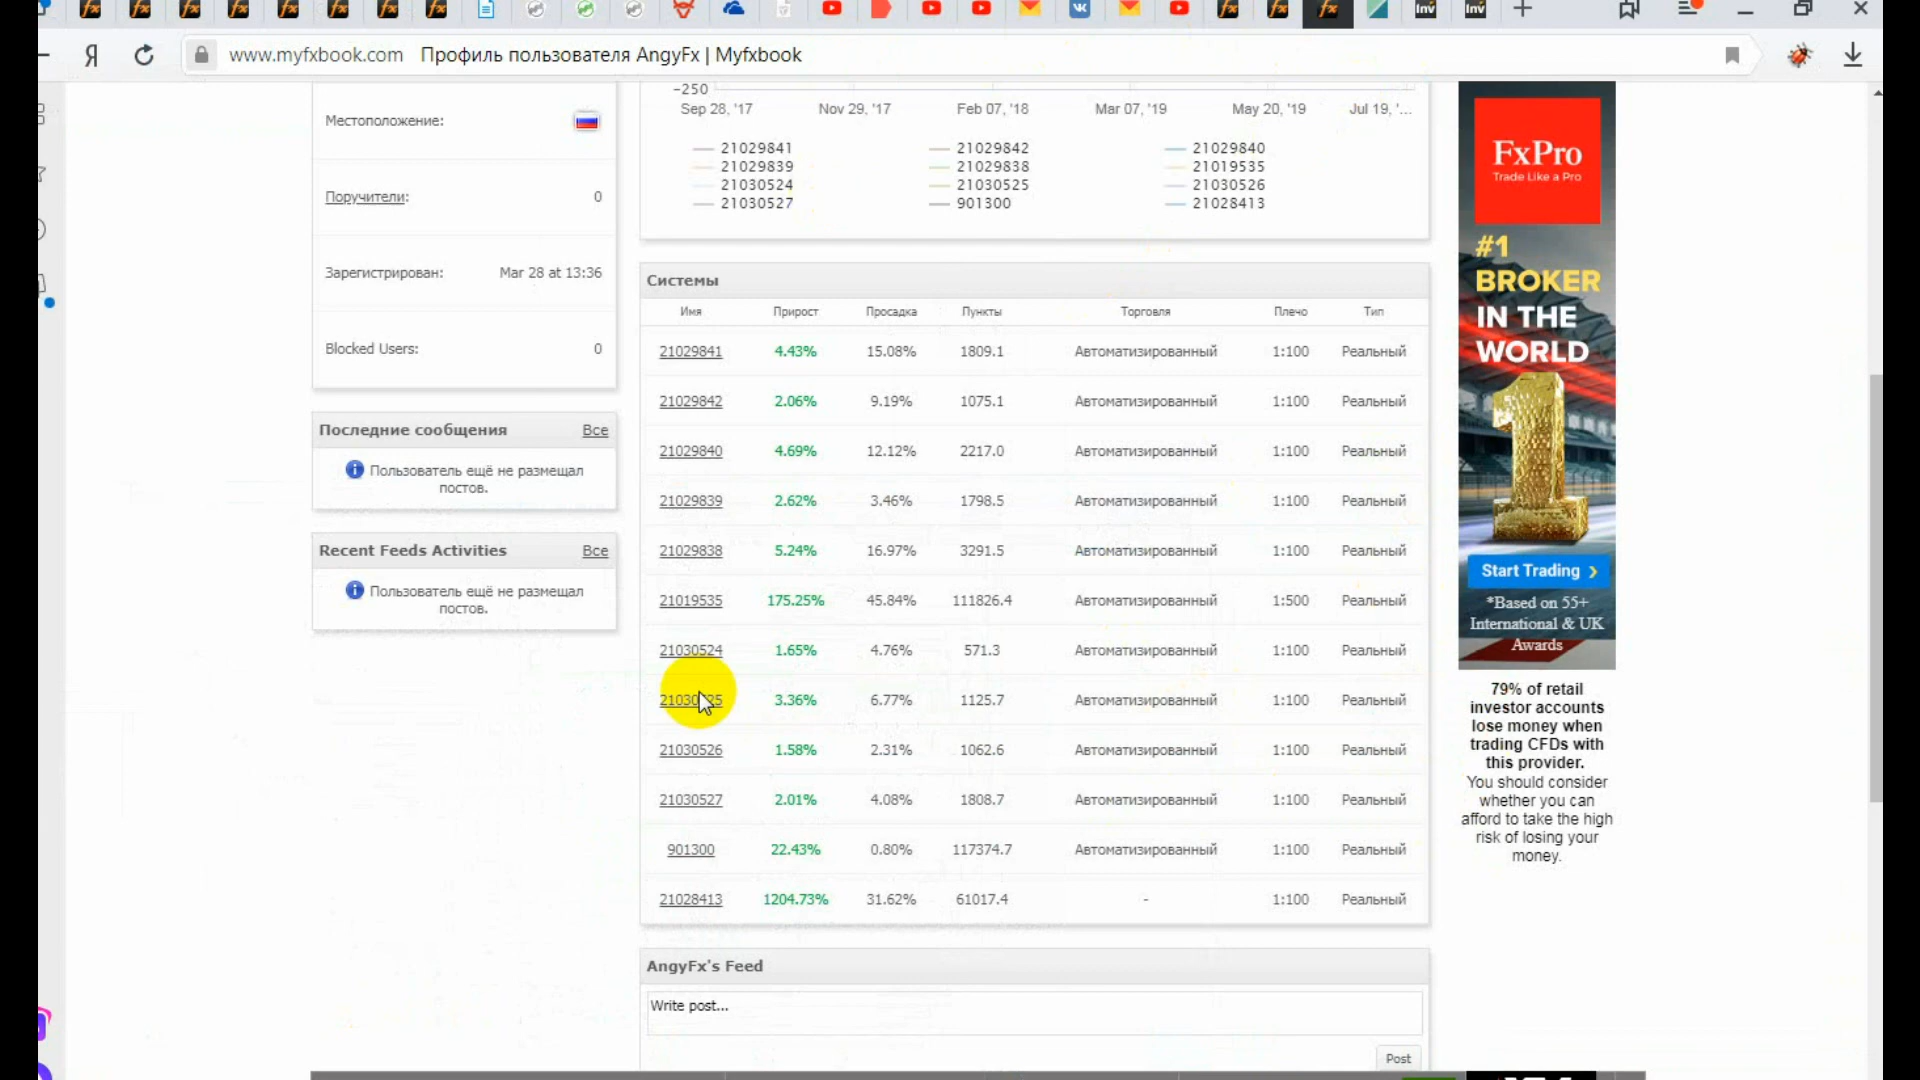 www.myfxbook.com Профиль пользователя AngyFx | Myfxbook
Местоположение:
Поручители: 0
Зарегистрирован: Mar 28 at 13:36
Blocked Users: 0
Последние сообщения Все
Пользователь ещё не размещал
постов.
Recent Feeds Activities Все
Пользователь ещё не размещал
постов.
-250
Sep 28, '17 Nov 29, '17 Feb 07, '18 Mar 07, '19 May 20, '19 Jul 19, '...
21029841 21029842 21029840
21029839 21029838 21019535
21030524 21030525 21030526
21030527 901300 21028413
Системы
Имя Прирост Просадка Пункты Торговля Плечо Тип
21029841 4.43% 15.08% 1809.1 Автоматизированный 1:100 Реальный
21029842 2.06% 9.19% 1075.1 Автоматизированный 1:100 Реальный
21029840 4.69% 12.12% 2217.0 Автоматизированный 1:100 Реальный
21029839 2.62% 3.46% 1798.5 Автоматизированный 1:100 Реальный
21029838 5.24% 16.97% 3291.5 Автоматизированный 1:100 Реальный
21019535 175.25% 45.84% 111826.4 Автоматизированный 1:500 Реальный
21030524 1.65% 4.76% 571.3 Автоматизированный 1:100 Реальный
21030525 3.36% 6.77% 1125.7 Автоматизированный 1:100 Реальный
21030526 1.58% 2.31% 1062.6 Автоматизированный 1:100 Реальный
21030527 2.01% 4.08% 1808.7 Автоматизированный 1:100 Реальный
901300 22.43% 0.80% 117374.7 Автоматизированный 1:100 Реальный
21028413 1204.73% 31.62% 61017.4 - 1:100 Реальный
AngyFx's Feed
Write post...
Post
FxPro
Trade Like a Pro
#1
BROKER
IN THE
WORLD
1
Start Trading
*Based on 55+
International & UK
Awards
79% of retail
investor accounts
lose money when
trading CFDs with
this provider.
You should consider
whether you can
afford to take the high
risk of losing your
money.